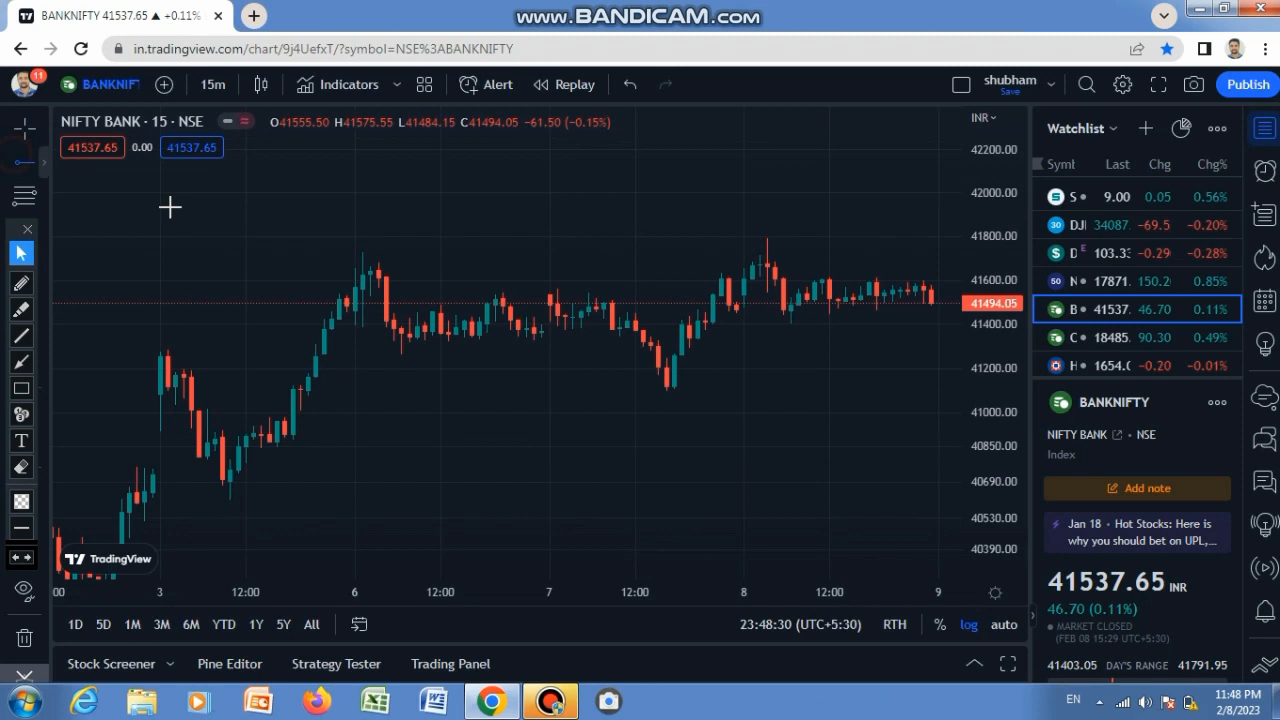 BANKNIFTY 41537.65 ▲ +0.11%
www.BANDICAM.com
in.tradingview.com/chart/9j4UefxT/?symbol=NSE%3ABANKNIFTY
11
BANKNIFT
15m
Indicators
Alert
Replay
shubham
Save
Publish
NIFTY BANK · 15 · NSE
O41555.50 H41575.55 L41484.15 C41494.05 −61.50 (−0.15%)
INR
41537.65 0.00 41537.65
42200.00
42000.00
41800.00
41600.00
41494.05
41400.00
41200.00
41000.00
40850.00
40690.00
40530.00
40390.00
Watchlist
Symt Last Chg Chg%
S 9.00 0.05 0.56%
DJI 34087. −69.5 −0.20%
D E 103.33 −0.29 −0.28%
50 N 17871. 150.2 0.85%
B 41537. 46.70 0.11%
C 18485. 90.30 0.49%
H 1654.0 −0.20 −0.01%
BANKNIFTY
NIFTY BANK · NSE
Index
Add note
Jan 18 · Hot Stocks: Here is
why you should bet on UPL,...
41537.65 INR
46.70 (0.11%)
MARKET CLOSED
(FEB 08 15:29 UTC+5:30)
41403.05 DAY'S RANGE 41791.95
T
TradingView
:00 3 12:00 6 12:00 7 12:00 8 12:00 9
1D 5D 1M 3M 6M YTD 1Y 5Y All
23:48:30 (UTC+5:30) RTH % log auto
Stock Screener Pine Editor Strategy Tester Trading Panel
EN
11:48 PM
2/8/2023